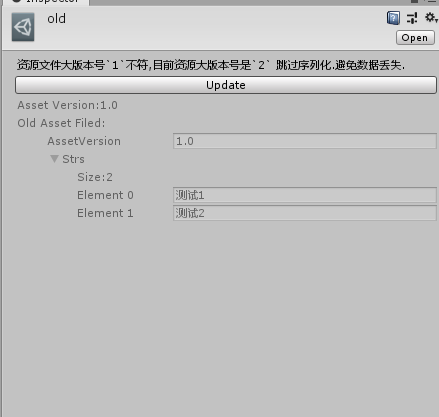 Inspector
old
Open
资源文件大版本号`1`不符,目前资源大版本号是`2` 跳过序列化.避免数据丢失.
Update
Asset Version:1.0
Old Asset Filed:
AssetVersion 1.0
Strs
Size:2
Element 0 测试1
Element 1 测试2